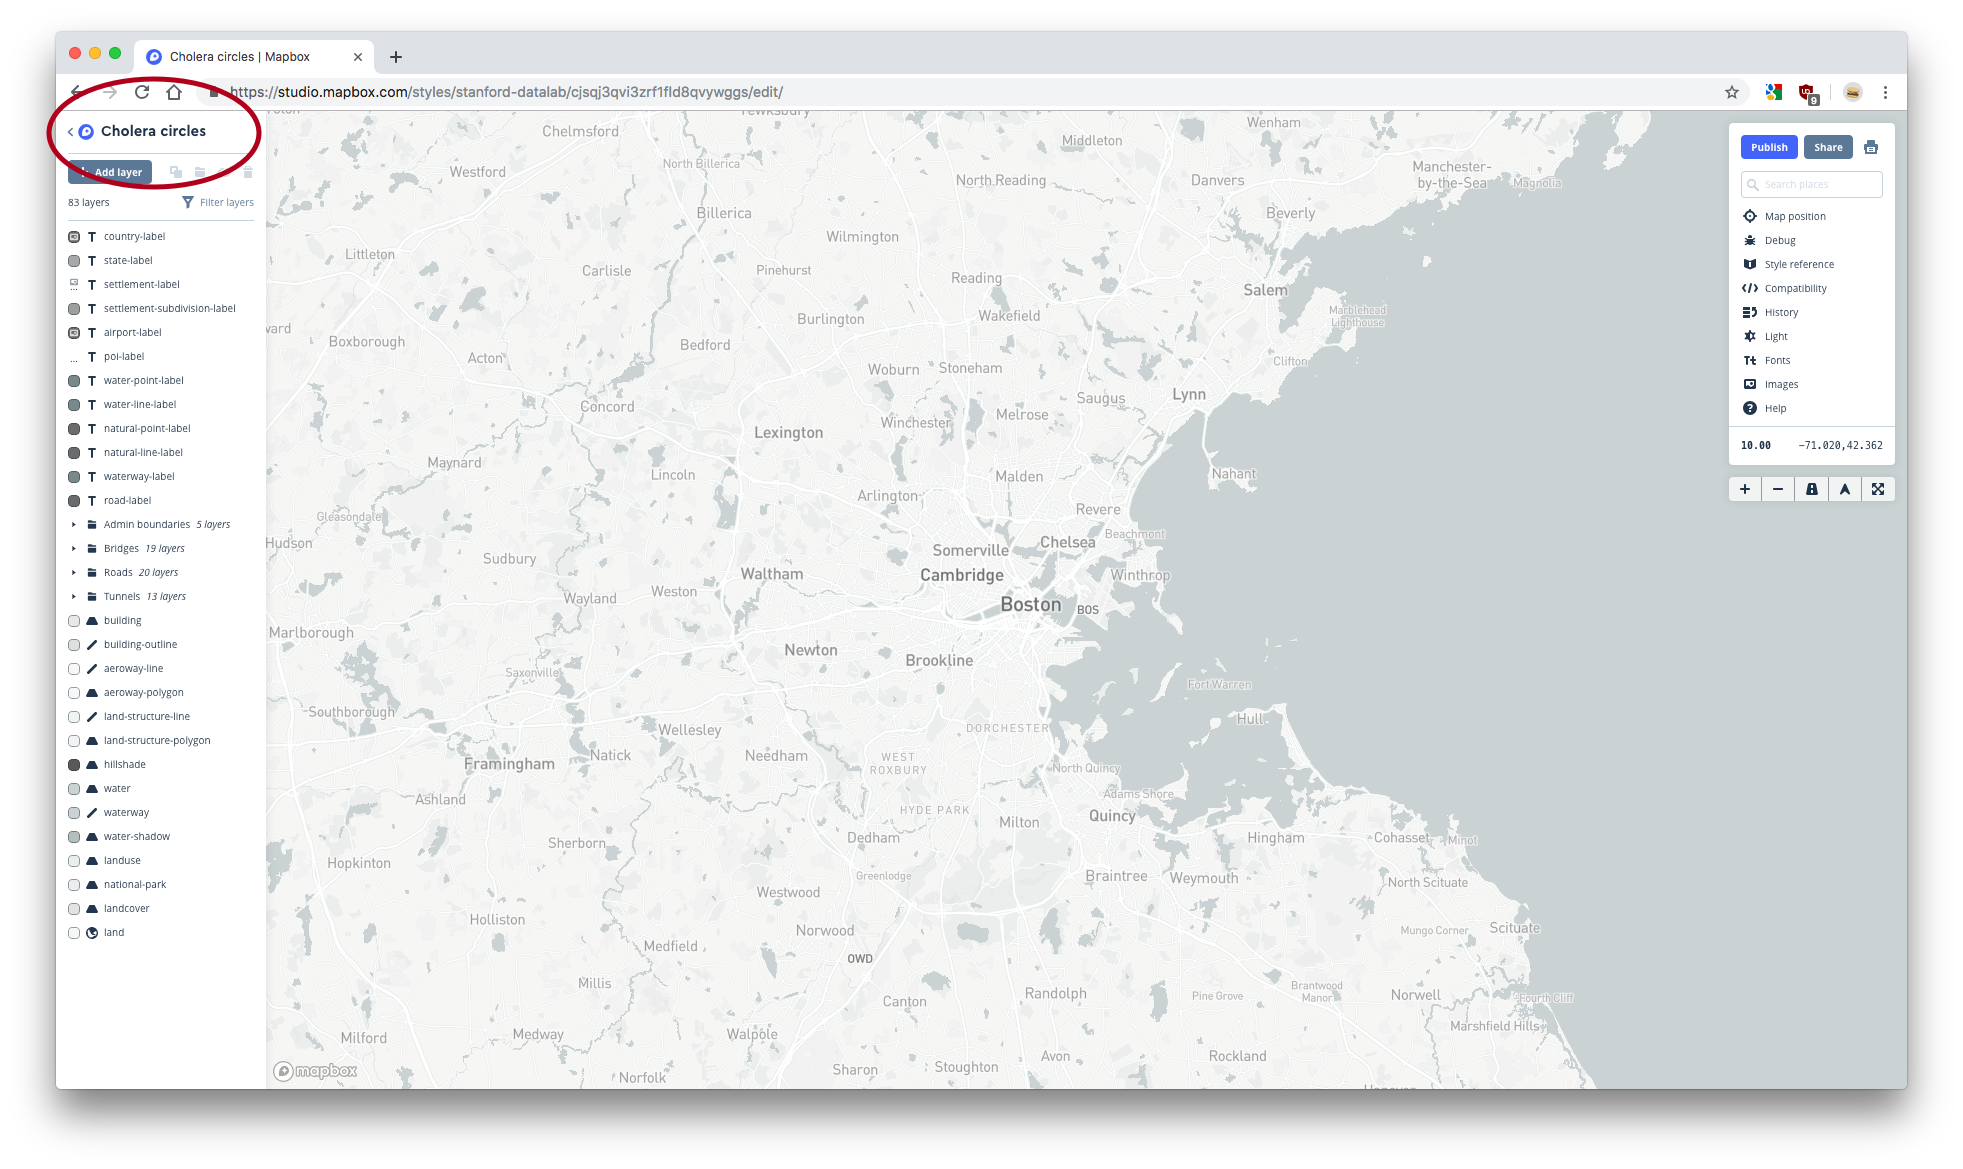 Cholera circles | Mapbox
https://studio.mapbox.com/styles/stanford-datalab/cjsqj3qvi3zrf1fld8qvywggs/edit/
9
Cholera circles
Add layer
83 layers
Filter layers
country-label
state-label
settlement-label
settlement-subdivision-label
airport-label
poi-label
water-point-label
water-line-label
natural-point-label
natural-line-label
waterway-label
road-label
Admin boundaries 5 layers
Bridges 19 layers
Roads 20 layers
Tunnels 13 layers
building
building-outline
aeroway-line
aeroway-polygon
land-structure-line
land-structure-polygon
hillshade
water
waterway
water-shadow
landuse
national-park
landcover
land
Publish
Share
Search places
Map position
Debug
Style reference
Compatibility
History
Light
Fonts
Images
Help
10.00
-71.020,42.362
Tewksbury
Chelmsford
Wenham
Middleton
North Billerica
Manchester-
by-the-Sea
Westford
North Reading
Danvers
Magnolia
Billerica
Beverly
Wilmington
Littleton
Carlisle
Pinehurst
Reading
Salem
Marblehead
Lighthouse
Burlington
Wakefield
Boxborough
Bedford
Acton
Woburn
Stoneham
Clifton
Lynn
Saugus
Concord
Melrose
Winchester
Lexington
Maynard
Lincoln
Malden
Nahant
Arlington
Revere
Gleasondale
Hudson
Beachmont
Chelsea
Somerville
Sudbury
Waltham
Cambridge
Winthrop
Weston
Wayland
Boston
BOS
Marlborough
Newton
Brookline
Saxonville
Fort Warren
Southborough
Hull
Wellesley
DORCHESTER
Natick
Needham
WEST
ROXBURY
Framingham
North Quincy
Ashland
Adams Shore
HYDE PARK
Quincy
Milton
Sherborn
Dedham
Hingham
Cohasset
Minot
Hopkinton
Greenlodge
Braintree
Weymouth
North Scituate
Westwood
Holliston
Norwood
Mungo Corner
Scituate
Medfield
OWD
Millis
Canton
Randolph
Pine Grove
Brantwood
Manor
Norwell
Fourth Cliff
Marshfield Hills
Milford
Medway
Walpole
Avon
Rockland
Sharon
Stoughton
Norfolk
Hanover
mapbox